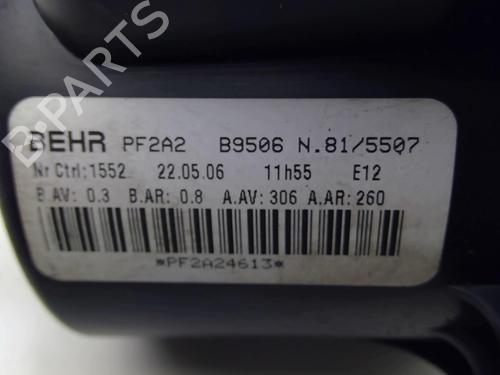 BEHR PF2A2 B9506 N.81/5507
Nr Ctrl:1552 22.05.06 11h55 E12
B.AV: 0.3 B.AR: 0.8 A.AV: 306 A.AR: 260
*PF2A24613*
B-PARTS